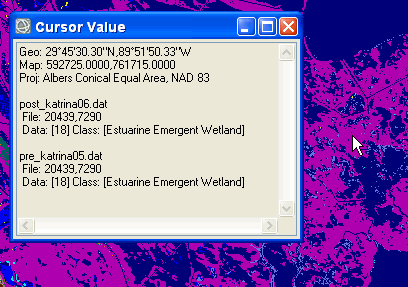 Cursor Value
Geo: 29°45'30.30"N,89°51'50.33"W
Map: 592725.0000,761715.0000
Proj: Albers Conical Equal Area, NAD 83
post_katrina06.dat
File: 20439,7290
Data: [18] Class: [Estuarine Emergent Wetland]
pre_katrina05.dat
File: 20439,7290
Data: [18] Class: [Estuarine Emergent Wetland]